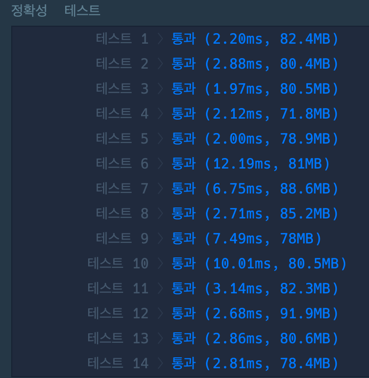 정확성 테스트
테스트 1 〉 통과 (2.20ms, 82.4MB)
테스트 2 〉 통과 (2.88ms, 80.4MB)
테스트 3 〉 통과 (1.97ms, 80.5MB)
테스트 4 〉 통과 (2.12ms, 71.8MB)
테스트 5 〉 통과 (2.00ms, 78.9MB)
테스트 6 〉 통과 (12.19ms, 81MB)
테스트 7 〉 통과 (6.75ms, 88.6MB)
테스트 8 〉 통과 (2.71ms, 85.2MB)
테스트 9 〉 통과 (7.49ms, 78MB)
테스트 10 〉 통과 (10.01ms, 80.5MB)
테스트 11 〉 통과 (3.14ms, 82.3MB)
테스트 12 〉 통과 (2.68ms, 91.9MB)
테스트 13 〉 통과 (2.86ms, 80.6MB)
테스트 14 〉 통과 (2.81ms, 78.4MB)